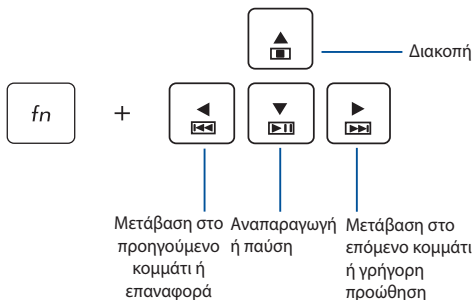 Διακοπή
fn
+
Μετάβαση στο
προηγούμενο
κομμάτι ή
επαναφορά
Αναπαραγωγή
ή παύση
Μετάβαση στο
επόμενο κομμάτι
ή γρήγορη
προώθηση